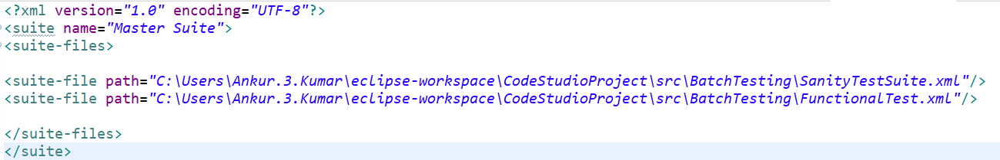 <?xml version="1.0" encoding="UTF-8"?>
<suite name="Master Suite">
<suite-files>
<suite-file path="C:\Users\Ankur.3.Kumar\eclipse-workspace\CodeStudioProject\src\BatchTesting\SanityTestSuite.xml"/>
<suite-file path="C:\Users\Ankur.3.Kumar\eclipse-workspace\CodeStudioProject\src\BatchTesting\FunctionalTest.xml"/>
</suite-files>
</suite>